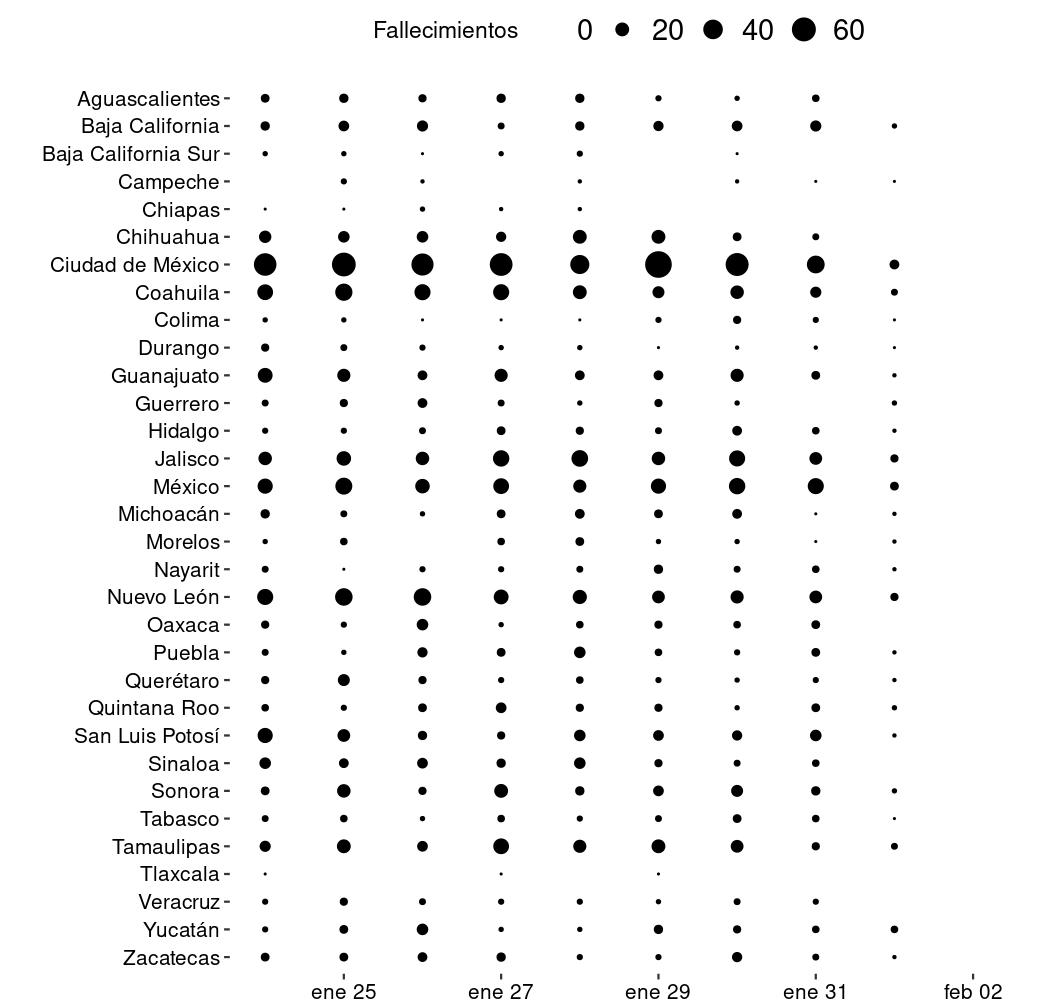 Fallecimientos 0 20 40 60
Aguascalientes
Baja California
Baja California Sur
Campeche
Chiapas
Chihuahua
Ciudad de México
Coahuila
Colima
Durango
Guanajuato
Guerrero
Hidalgo
Jalisco
México
Michoacán
Morelos
Nayarit
Nuevo León
Oaxaca
Puebla
Querétaro
Quintana Roo
San Luis Potosí
Sinaloa
Sonora
Tabasco
Tamaulipas
Tlaxcala
Veracruz
Yucatán
Zacatecas
ene 25 ene 27 ene 29 ene 31 feb 02